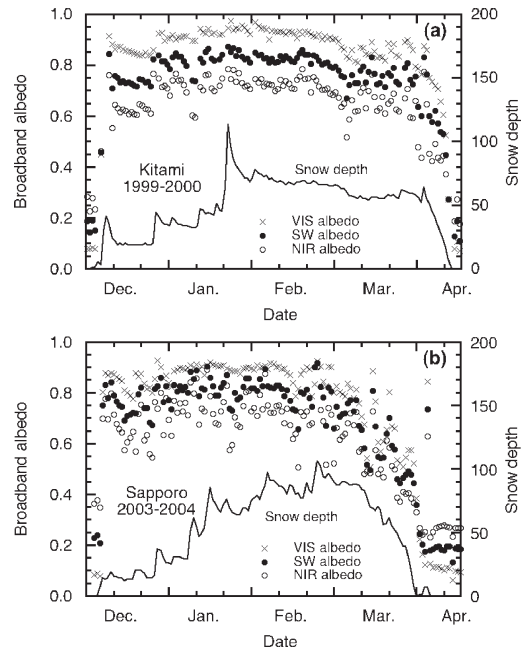 (a)
1.0
0.8
0.6
0.4
0.2
0.0
Broadband albedo
200
150
100
50
0
Snow depth
Kitami
1999-2000
Snow depth
VIS albedo
SW albedo
NIR albedo
Dec. Jan. Feb. Mar. Apr.
Date
(b)
1.0
0.8
0.6
0.4
0.2
0.0
Broadband albedo
200
150
100
50
0
Snow depth
Sapporo
2003-2004
Snow depth
VIS albedo
SW albedo
NIR albedo
Dec. Jan. Feb. Mar. Apr.
Date